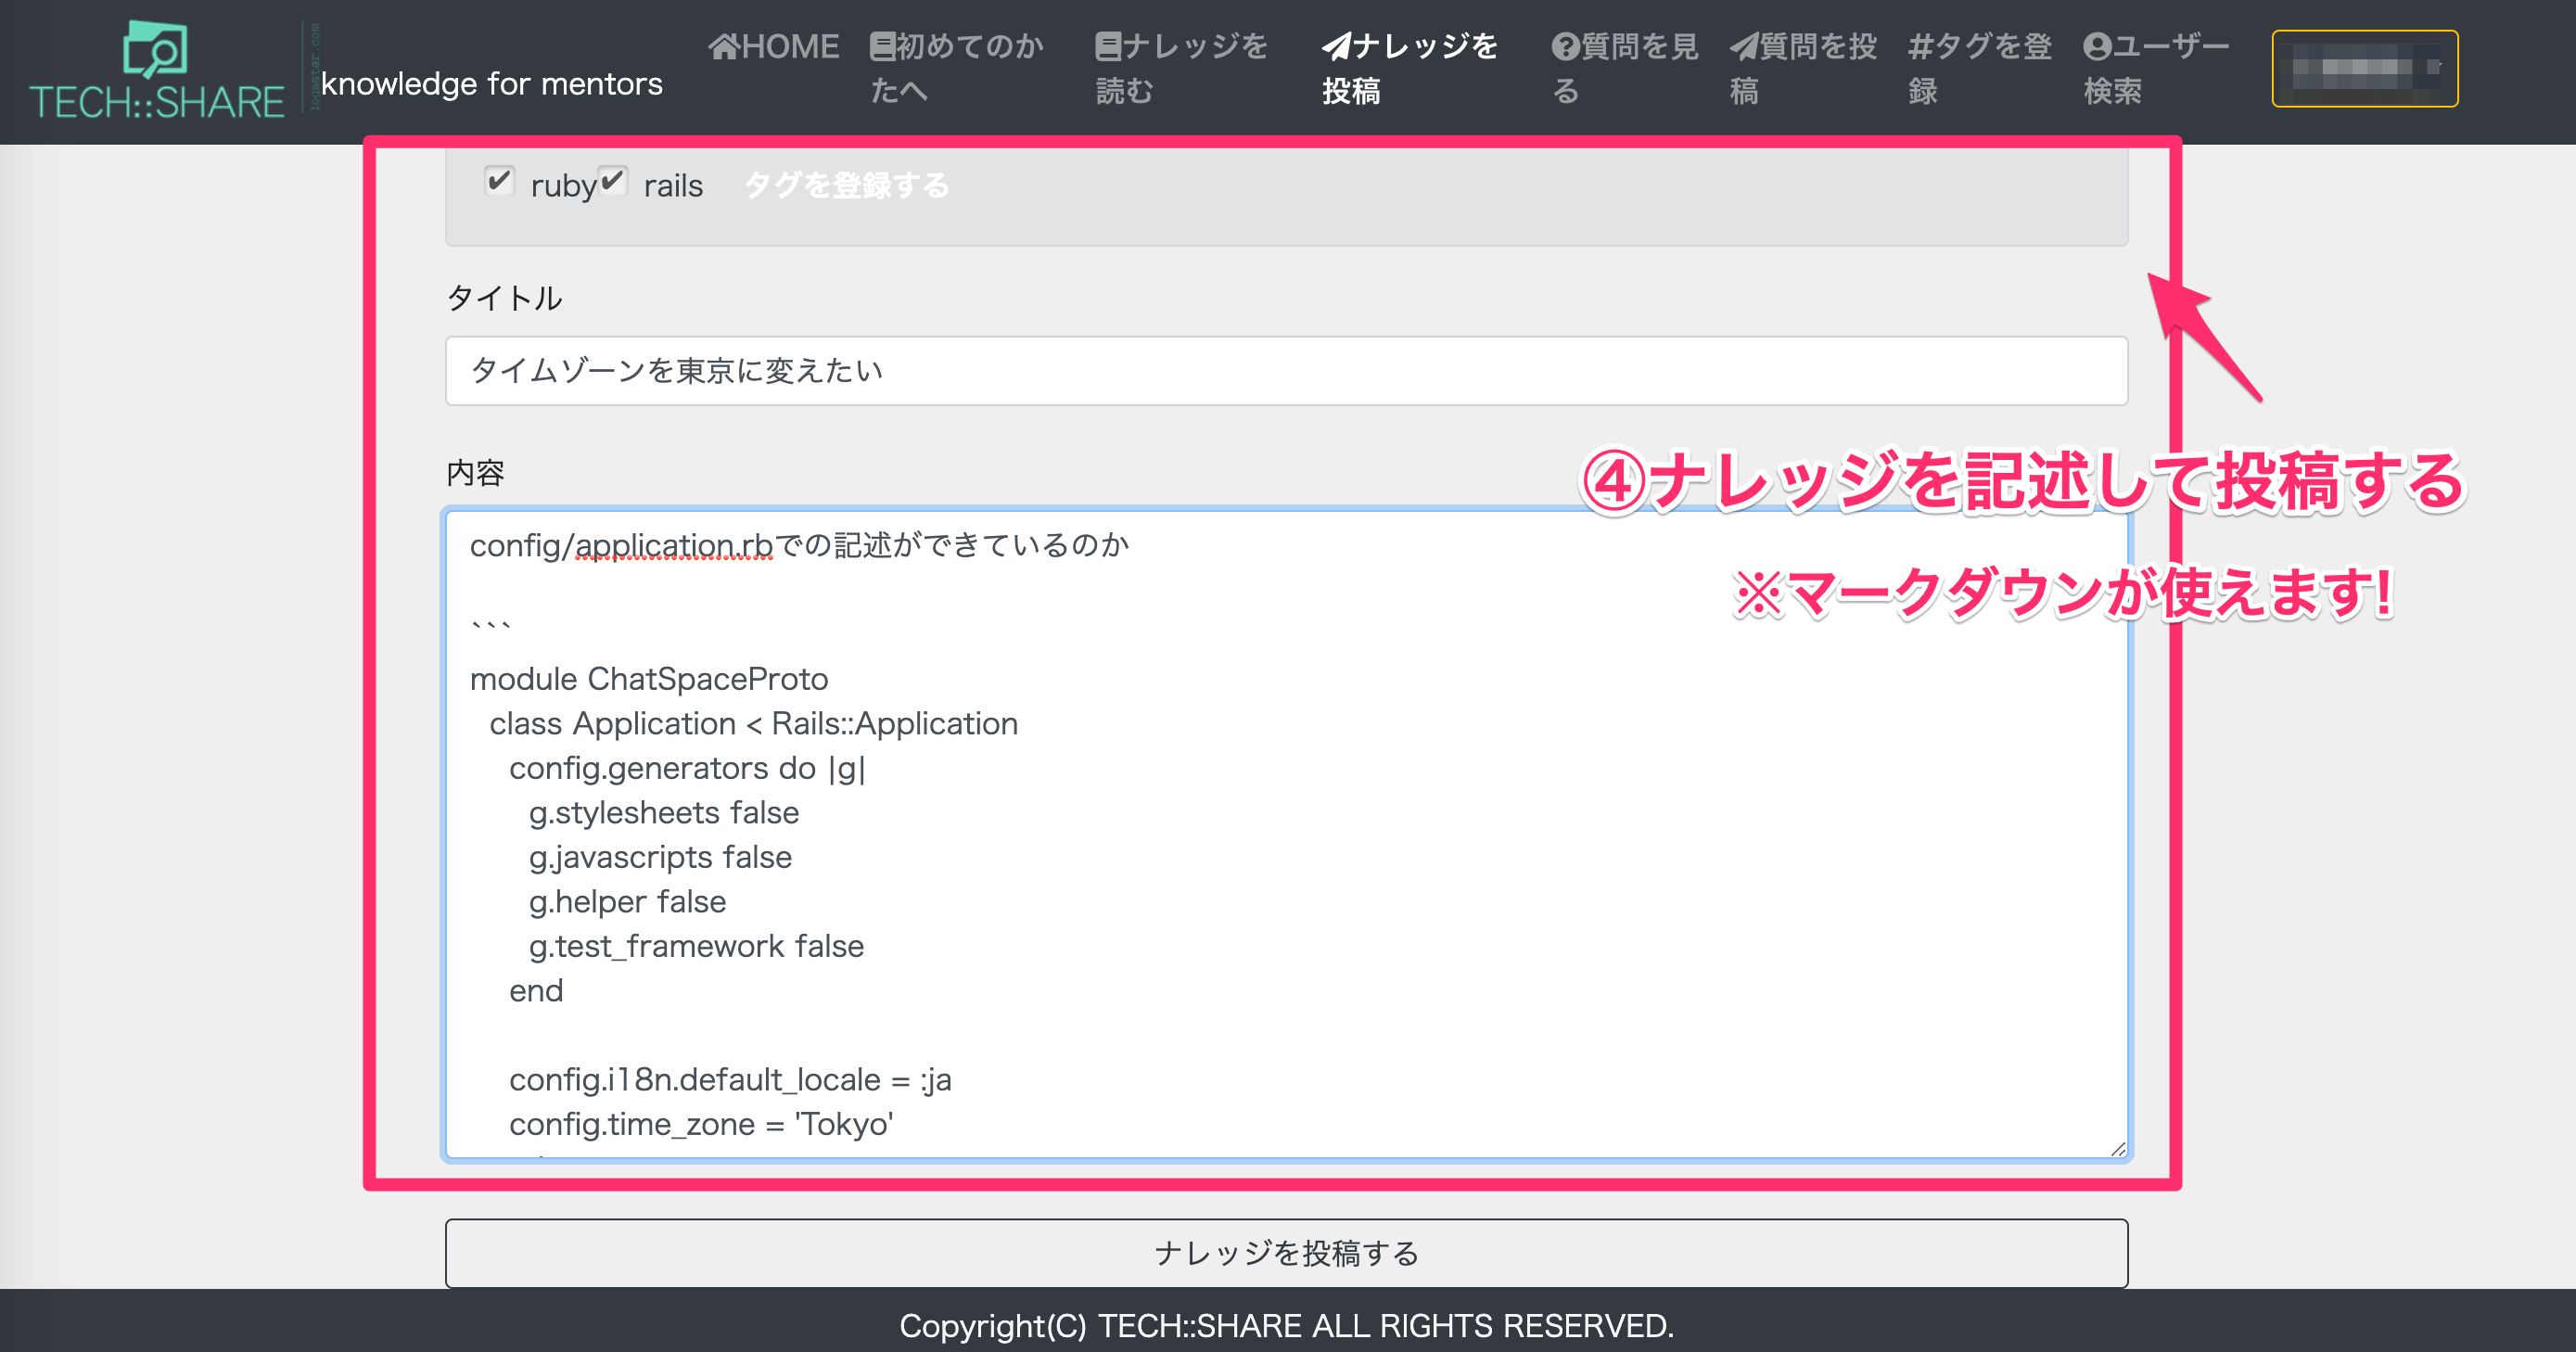 TECH::SHARE
logaster.com
knowledge for mentors
HOME
初めてのか
たへ
ナレッジを
読む
ナレッジを
投稿
質問を見
る
質問を投
稿
#タグを登
録
ユーザー
検索
ruby rails タグを登録する
タイトル
タイムゾーンを東京に変えたい
内容
④ナレッジを記述して投稿する
※マークダウンが使えます!
config/application.rbでの記述ができているのか
```
module ChatSpaceProto
class Application < Rails::Application
config.generators do |g|
g.stylesheets false
g.javascripts false
g.helper false
g.test_framework false
end
config.i18n.default_locale = :ja
config.time_zone = 'Tokyo'
ナレッジを投稿する
Copyright(C) TECH::SHARE ALL RIGHTS RESERVED.